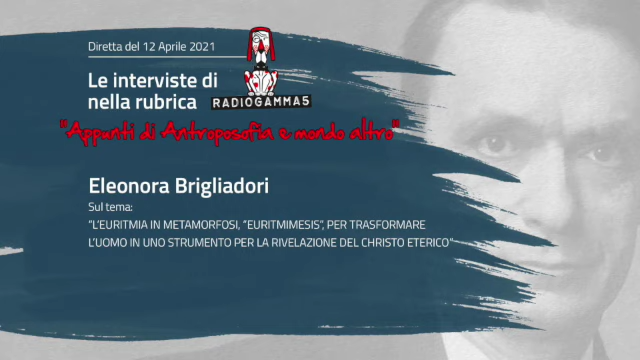 Diretta del 12 Aprile 2021
Le interviste di
nella rubrica RADIOGAMMA5
"Appunti di Antroposofia e mondo altro"
Eleonora Brigliadori
Sul tema:
"L'EURITMIA IN METAMORFOSI, "EURITMIMESIS", PER TRASFORMARE
L'UOMO IN UNO STRUMENTO PER LA RIVELAZIONE DEL CHRISTO ETERICO"